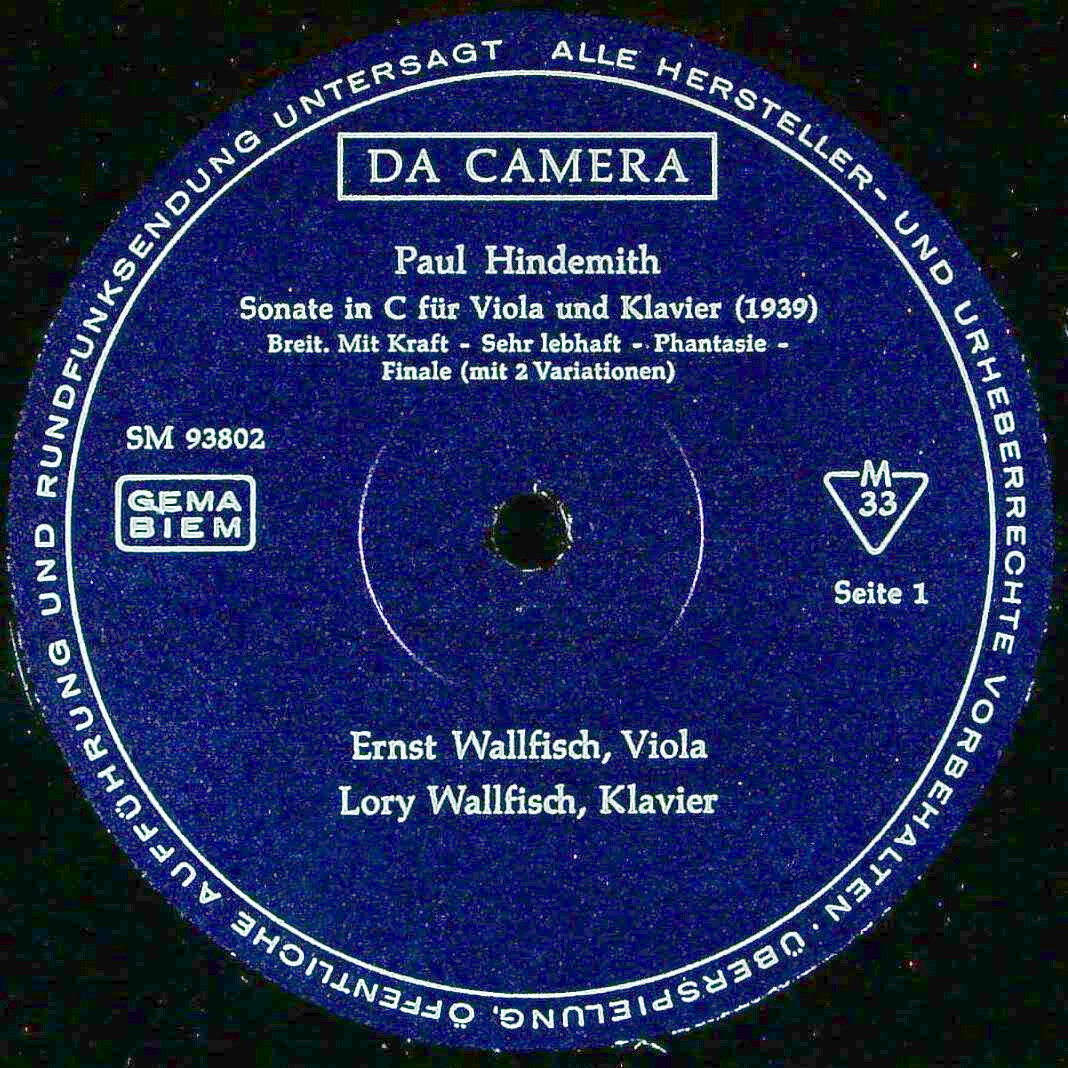 ALLE HERSTELLER- UND URHEBERRECHTE VORBEHALTEN · ÜBERSPIELUNG, ÖFFENTLICHE AUFFÜHRUNG UND RUNDFUNKSENDUNG UNTERSAGT
DA CAMERA
Paul Hindemith
Sonate in C für Viola und Klavier (1939)
Breit. Mit Kraft - Sehr lebhaft - Phantasie -
Finale (mit 2 Variationen)
SM 93802
GEMA
BIEM
M
33
Seite 1
Ernst Wallfisch, Viola
Lory Wallfisch, Klavier